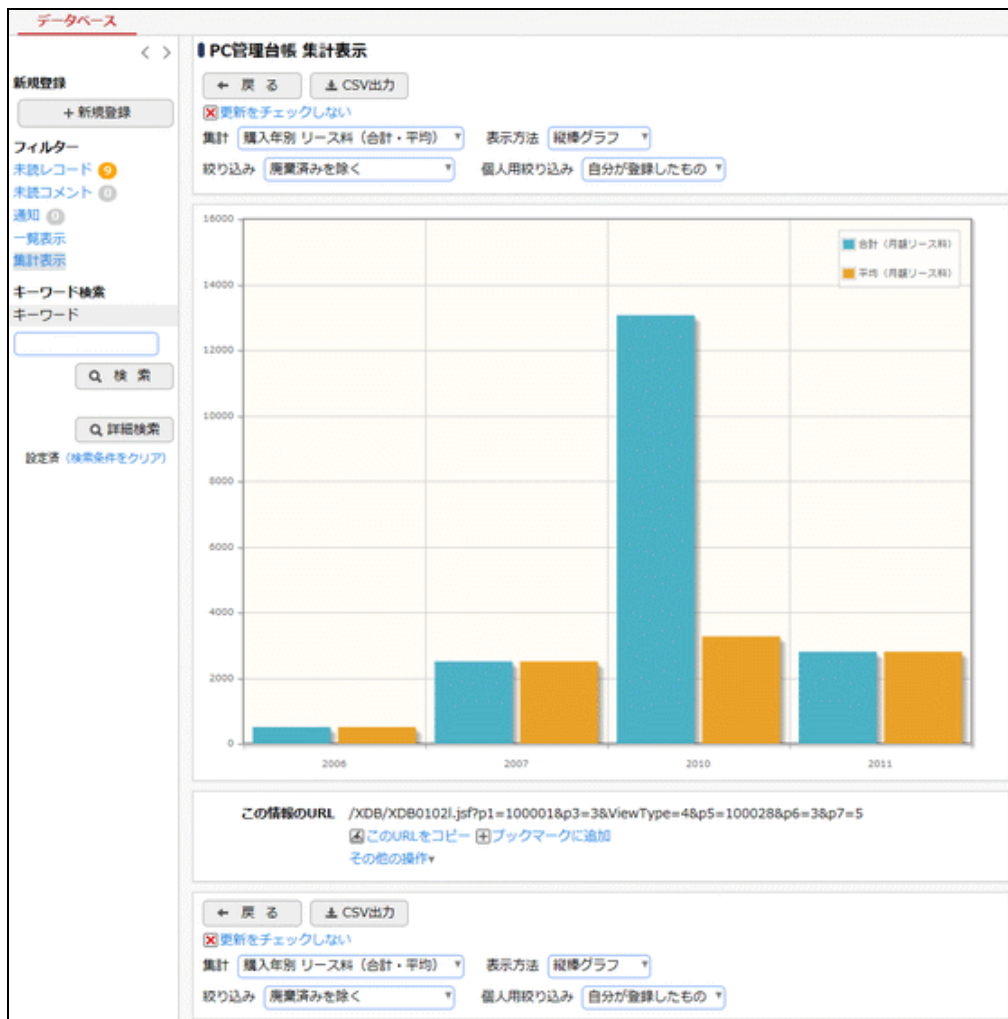 データベース
< >
新規登録
+ 新規登録
フィルター
未読レコード 9
未読コメント 0
通知 0
一覧表示
集計表示
キーワード検索
キーワード
検 索
詳細検索
設定済 (検索条件をクリア)
PC管理台帳 集計表示
← 戻 る CSV出力
更新をチェックしない
集計 購入年別 リース料（合計・平均） 表示方法 縦棒グラフ
絞り込み 廃棄済みを除く 個人用絞り込み 自分が登録したもの
16000
14000
12000
10000
8000
6000
4000
2000
0
合計（月額リース料）
平均（月額リース料）
2006 2007 2010 2011
この情報のURL /XDB/XDB0102l.jsf?p1=100001&p3=3&ViewType=4&p5=100028&p6=3&p7=5
このURLをコピー ブックマークに追加
その他の操作▾
← 戻 る CSV出力
更新をチェックしない
集計 購入年別 リース料（合計・平均） 表示方法 縦棒グラフ
絞り込み 廃棄済みを除く 個人用絞り込み 自分が登録したもの